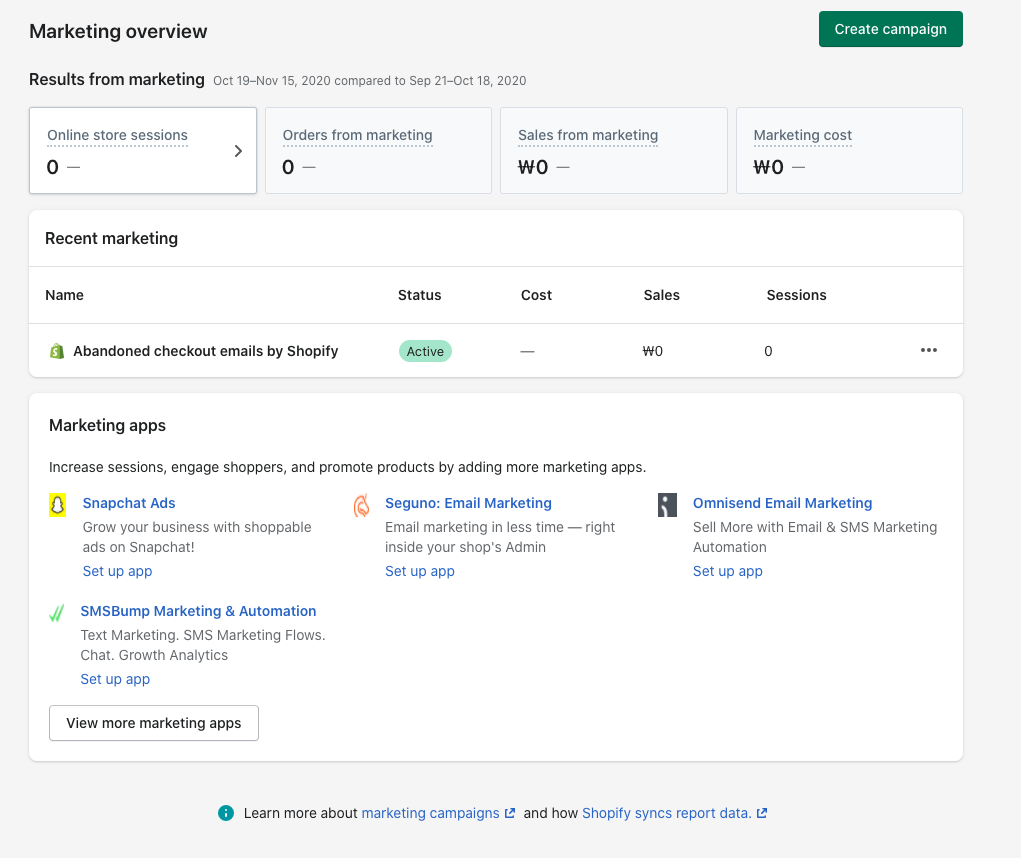 Marketing overview
Create campaign
Results from marketing Oct 19–Nov 15, 2020 compared to Sep 21–Oct 18, 2020
Online store sessions
0 —
Orders from marketing
0 —
Sales from marketing
₩0 —
Marketing cost
₩0 —
Recent marketing
Name Status Cost Sales Sessions
Abandoned checkout emails by Shopify Active — ₩0 0
Marketing apps
Increase sessions, engage shoppers, and promote products by adding more marketing apps.
Snapchat Ads
Grow your business with shoppable
ads on Snapchat!
Set up app
Seguno: Email Marketing
Email marketing in less time — right
inside your shop's Admin
Set up app
Omnisend Email Marketing
Sell More with Email & SMS Marketing
Automation
Set up app
SMSBump Marketing & Automation
Text Marketing. SMS Marketing Flows.
Chat. Growth Analytics
Set up app
View more marketing apps
Learn more about marketing campaigns and how Shopify syncs report data.